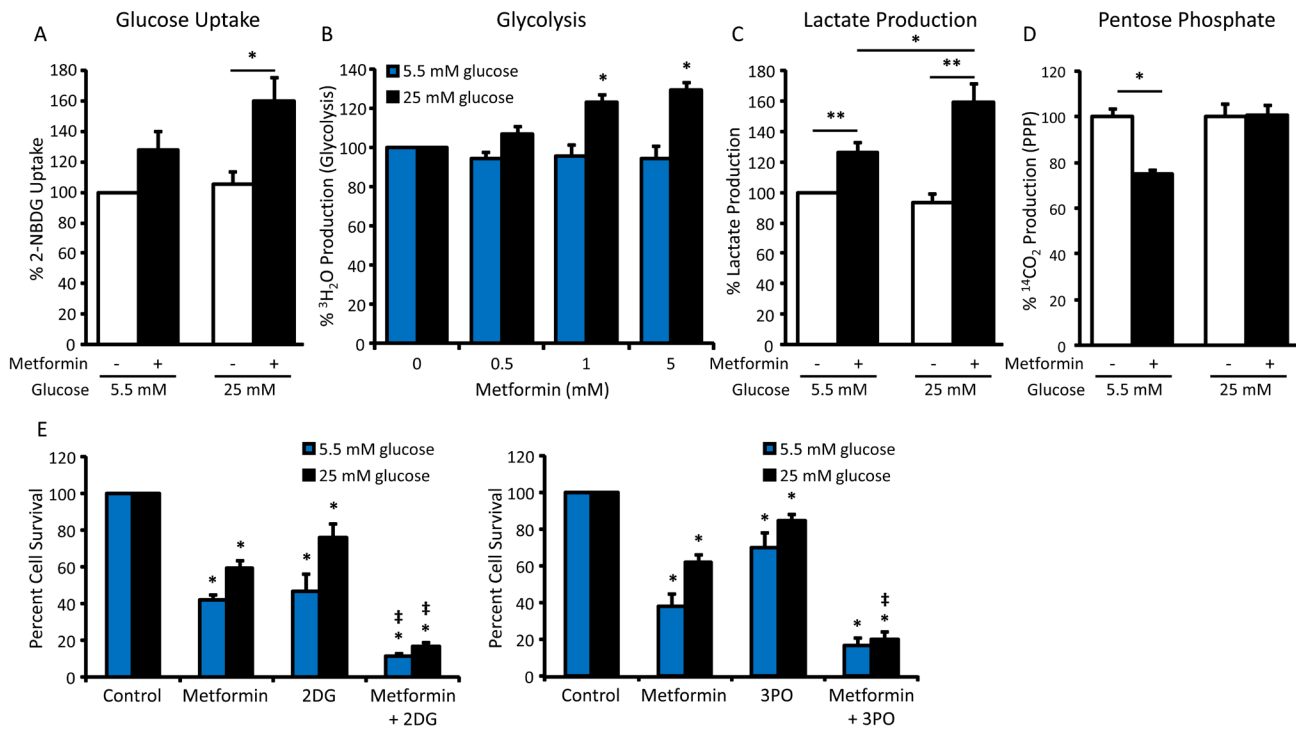 Glucose Uptake
A
% 2-NBDG Uptake
180
160
140
120
100
80
60
40
20
0
*
Metformin - + - +
Glucose 5.5 mM 25 mM
Glycolysis
B
% ³H₂O Production (Glycolysis)
140
120
100
80
60
40
20
0
5.5 mM glucose
25 mM glucose
* *
0 0.5 1 5
Metformin (mM)
Lactate Production
C
% Lactate Production
180
160
140
120
100
80
60
40
20
0
*
** **
Metformin - + - +
Glucose 5.5 mM 25 mM
Pentose Phosphate
D
% ¹⁴CO₂ Production (PPP)
120
100
80
60
40
20
0
*
Metformin - + - +
Glucose 5.5 mM 25 mM
E
Percent Cell Survival
120
100
80
60
40
20
0
5.5 mM glucose
25 mM glucose
* * * *
‡ ‡
* *
Control Metformin 2DG Metformin
+ 2DG
Percent Cell Survival
120
100
80
60
40
20
0
5.5 mM glucose
25 mM glucose
* * * *
‡
* *
Control Metformin 3PO Metformin
+ 3PO